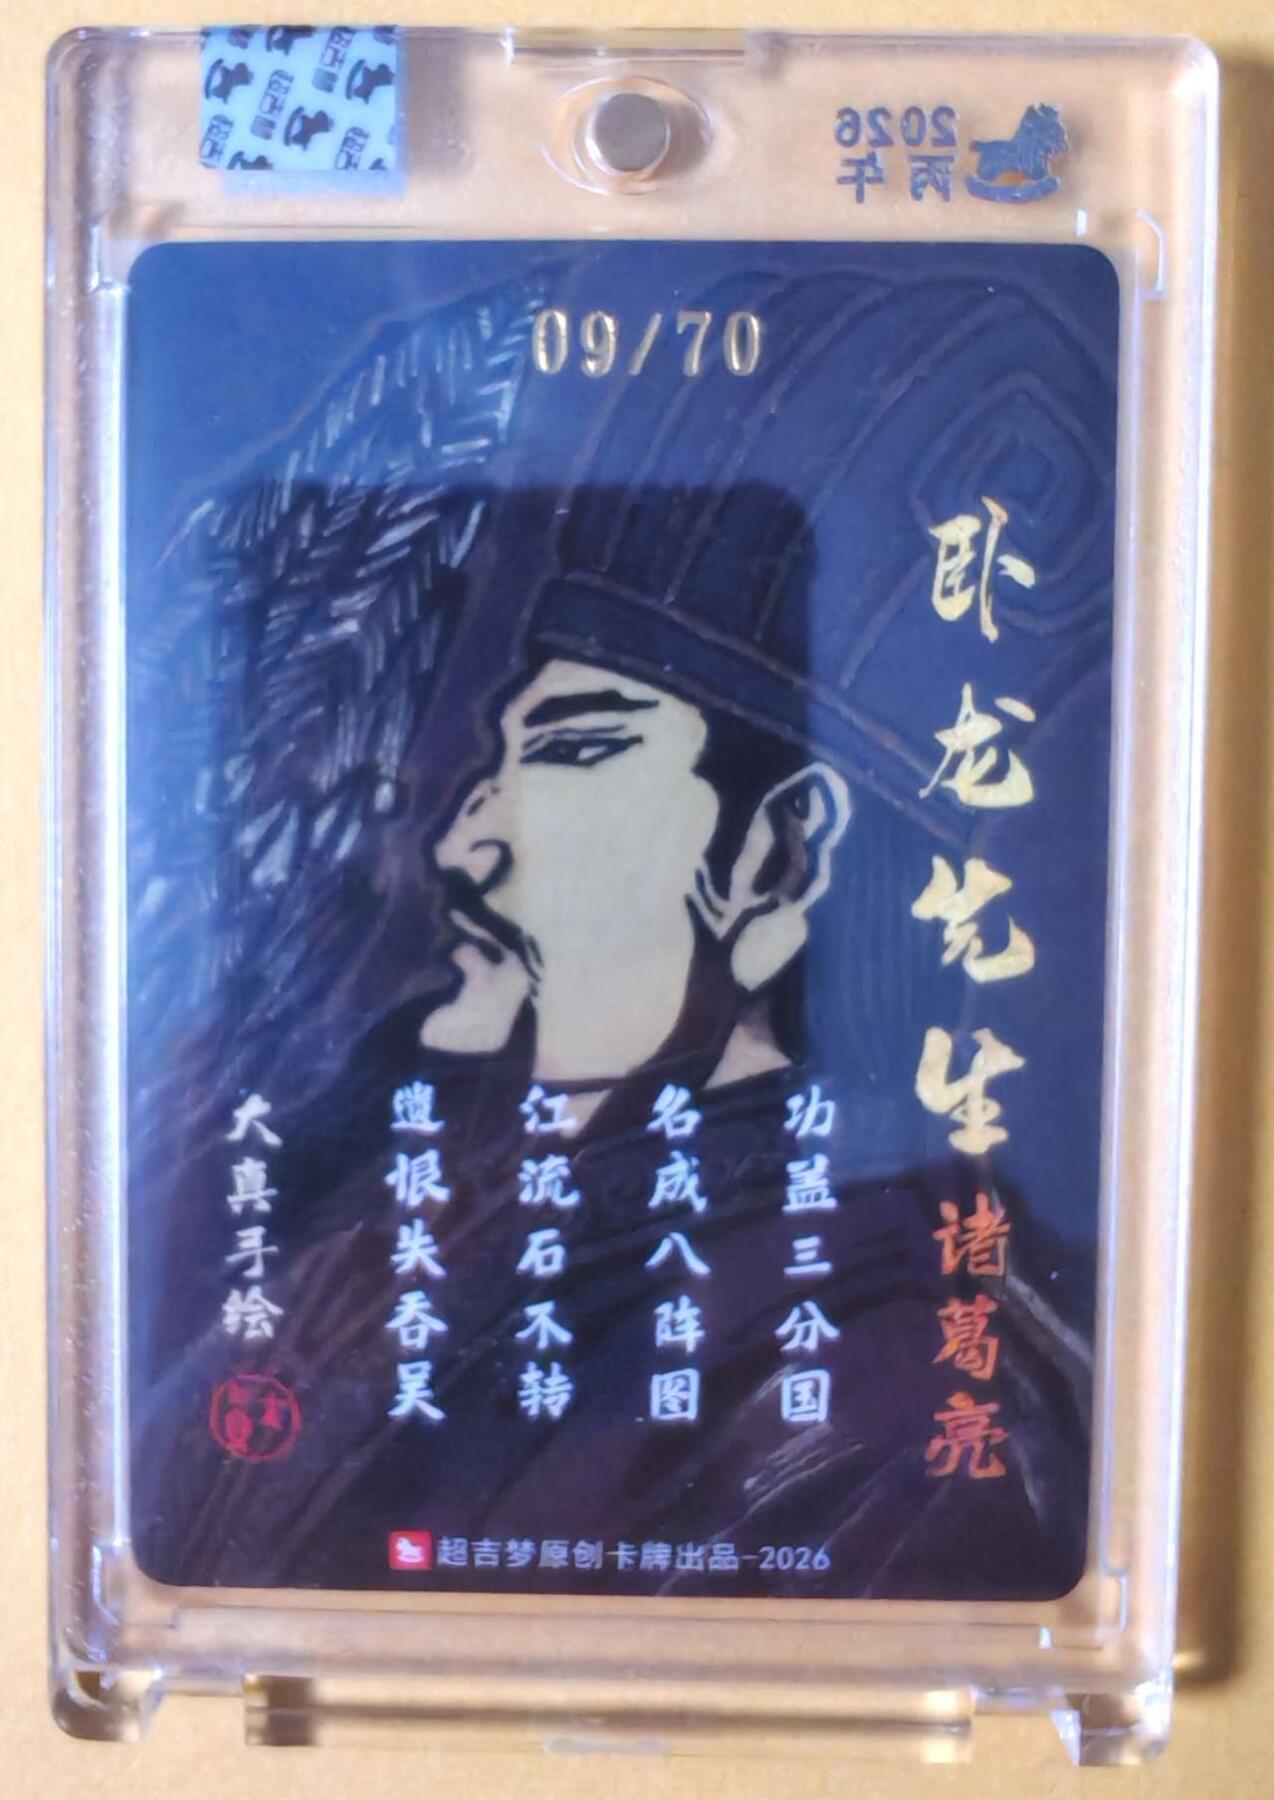 2026
丙午
09/70
卧龙先生 诸葛亮
功盖三分国
名成八阵图
江流石不转
遗恨失吞吴
大真手绘
超吉梦原创卡牌出品-2026